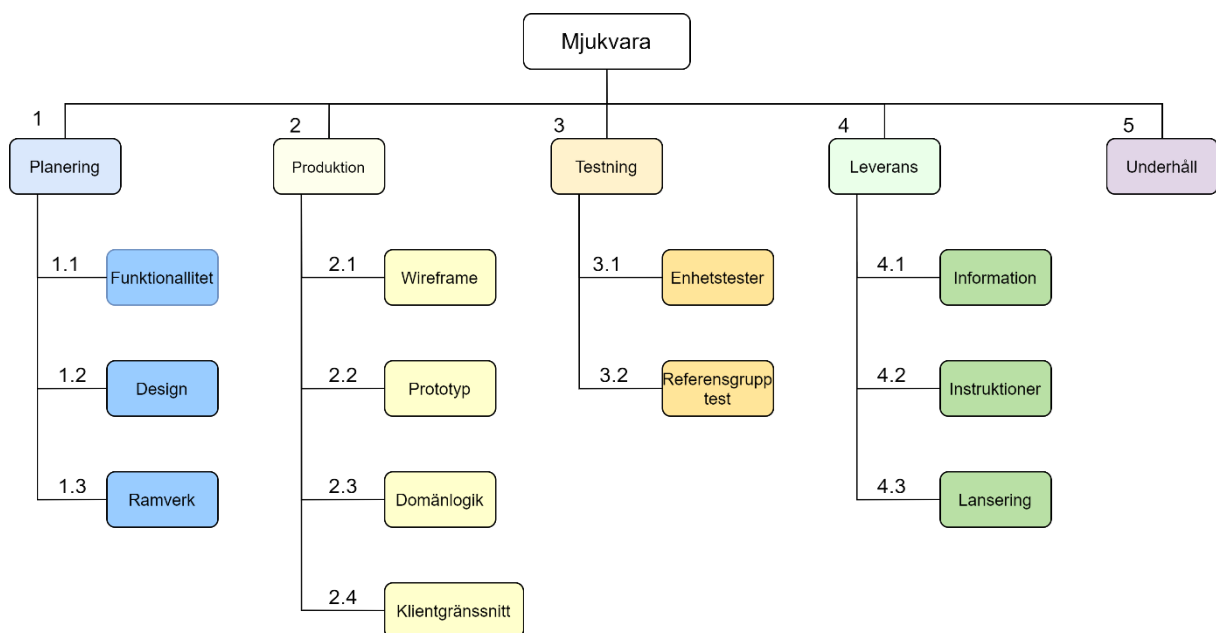 Mjukvara
1
2
3
4
5
Planering
Produktion
Testning
Leverans
Underhåll
1.1
Funktionallitet
2.1
Wireframe
3.1
Enhetstester
4.1
Information
1.2
Design
2.2
Prototyp
3.2
Referensgrupp
test
4.2
Instruktioner
1.3
Ramverk
2.3
Domänlogik
4.3
Lansering
2.4
Klientgränssnitt